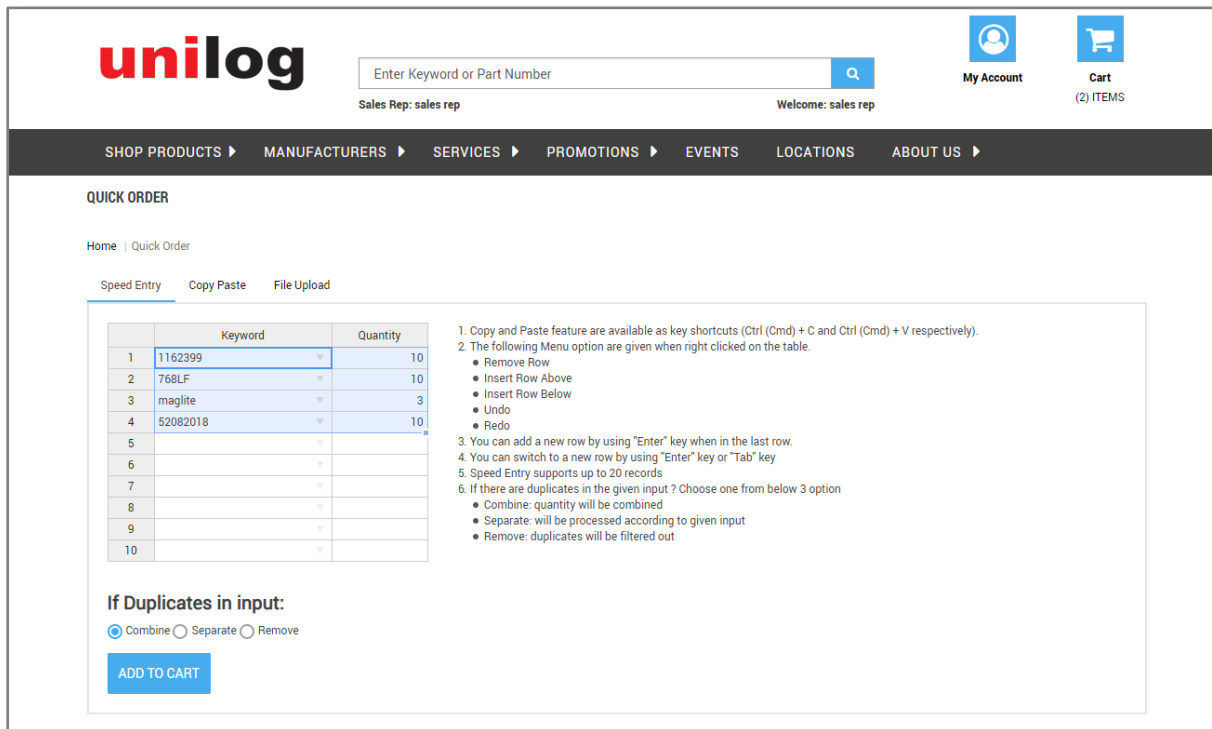 unilog
Enter Keyword or Part Number
My Account
Cart
(2) ITEMS
Sales Rep: sales rep
Welcome: sales rep
SHOP PRODUCTS MANUFACTURERS SERVICES PROMOTIONS EVENTS LOCATIONS ABOUT US
QUICK ORDER
Home | Quick Order
Speed Entry Copy Paste File Upload
Keyword Quantity
1 1162399 10
2 768LF 10
3 maglite 3
4 52082018 10
5
6
7
8
9
10
1. Copy and Paste feature are available as key shortcuts (Ctrl (Cmd) + C and Ctrl (Cmd) + V respectively).
2. The following Menu option are given when right clicked on the table.
● Remove Row
● Insert Row Above
● Insert Row Below
● Undo
● Redo
3. You can add a new row by using "Enter" key when in the last row.
4. You can switch to a new row by using "Enter" key or "Tab" key
5. Speed Entry supports up to 20 records
6. If there are duplicates in the given input ? Choose one from below 3 option
● Combine: quantity will be combined
● Separate: will be processed according to given input
● Remove: duplicates will be filtered out
If Duplicates in input:
Combine Separate Remove
ADD TO CART